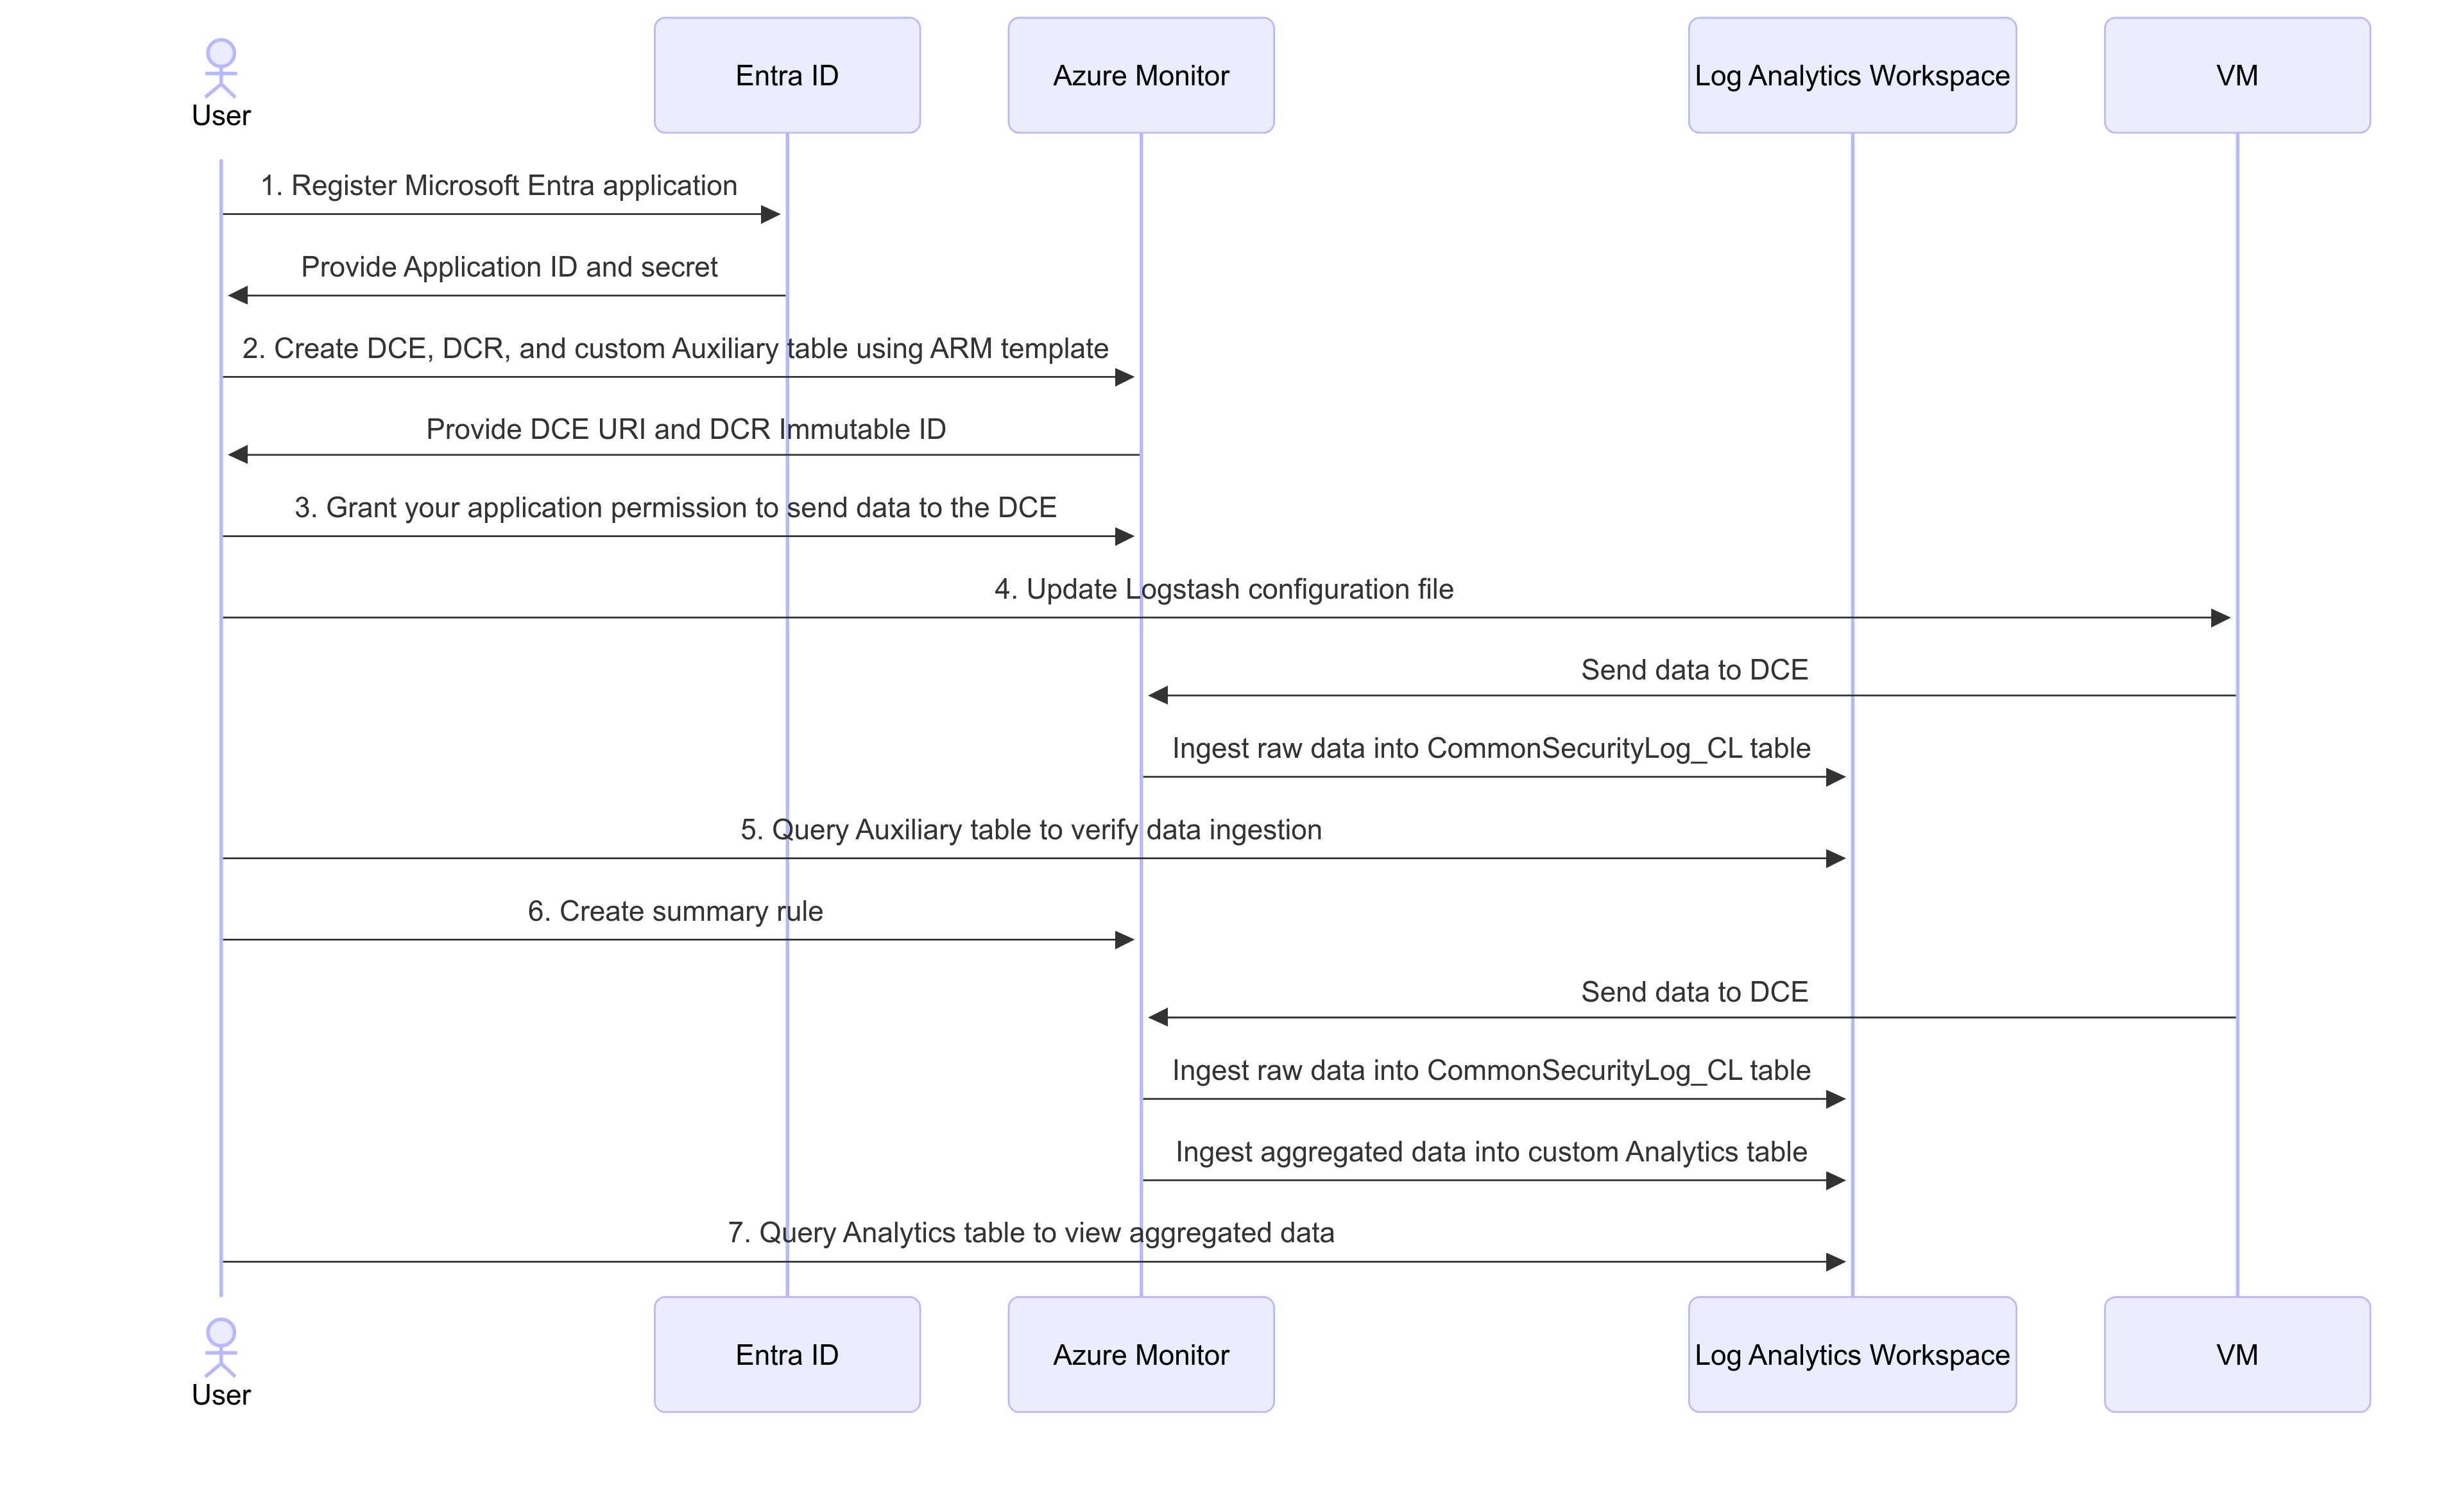 User
Entra ID
Azure Monitor
Log Analytics Workspace
VM
1. Register Microsoft Entra application
Provide Application ID and secret
2. Create DCE, DCR, and custom Auxiliary table using ARM template
Provide DCE URI and DCR Immutable ID
3. Grant your application permission to send data to the DCE
4. Update Logstash configuration file
Send data to DCE
Ingest raw data into CommonSecurityLog_CL table
5. Query Auxiliary table to verify data ingestion
6. Create summary rule
Send data to DCE
Ingest raw data into CommonSecurityLog_CL table
Ingest aggregated data into custom Analytics table
7. Query Analytics table to view aggregated data
User
Entra ID
Azure Monitor
Log Analytics Workspace
VM